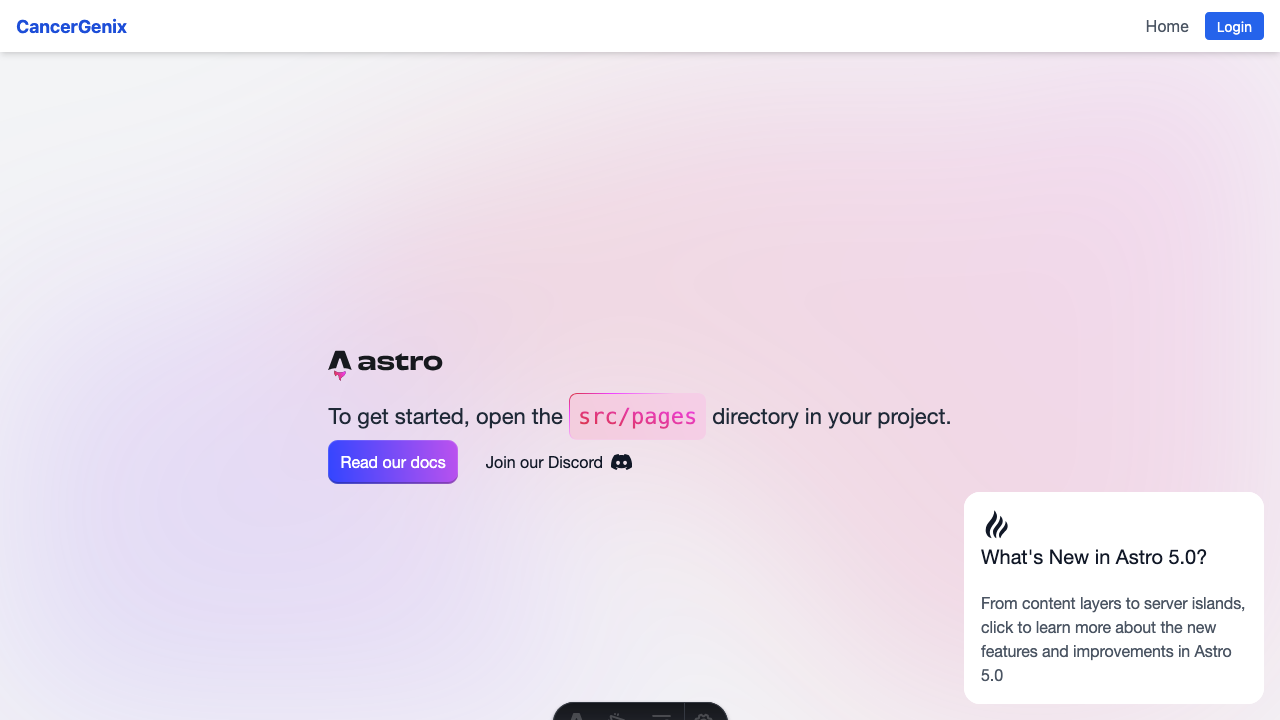 CancerGenix
Home
Login
astro
To get started, open the src/pages directory in your project.
Read our docs
Join our Discord
What's New in Astro 5.0?
From content layers to server islands,
click to learn more about the new
features and improvements in Astro
5.0